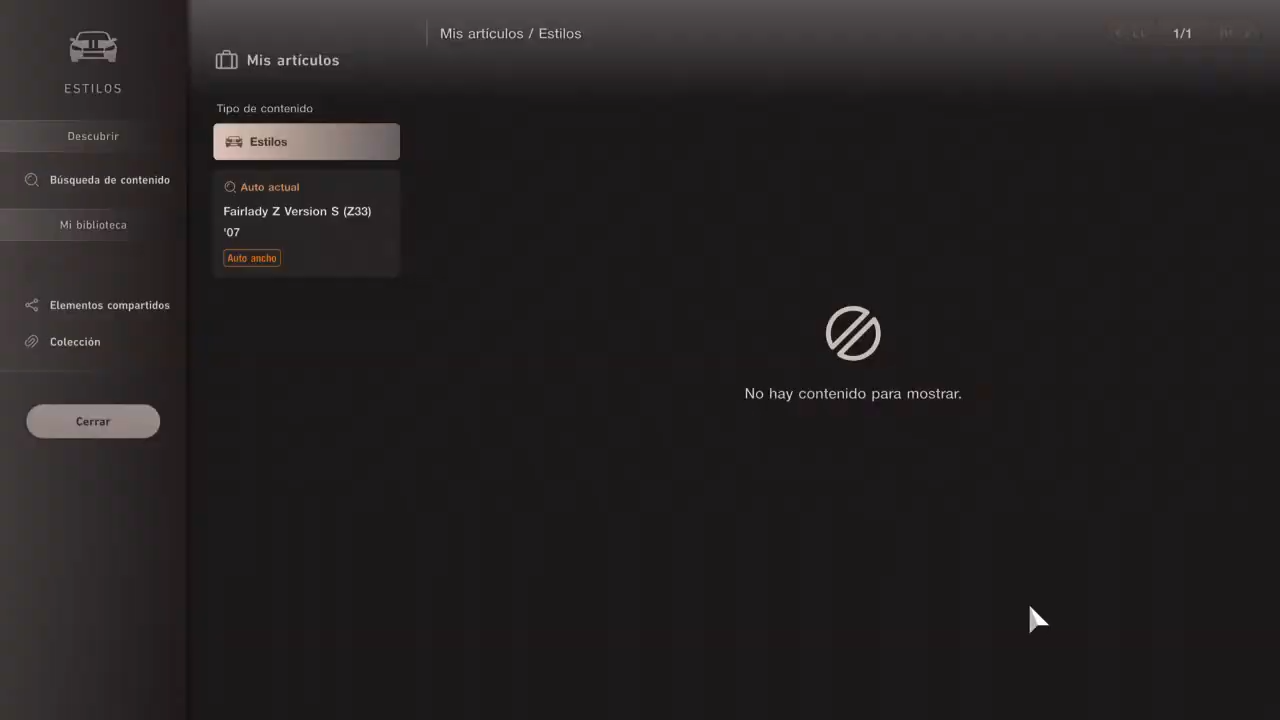 ESTILOS
Descubrir
Búsqueda de contenido
Mi biblioteca
Elementos compartidos
Colección
Cerrar
Mis artículos / Estilos
1/1
Mis artículos
Tipo de contenido
Estilos
Auto actual
Fairlady Z Version S (Z33)
'07
Auto ancho
No hay contenido para mostrar.